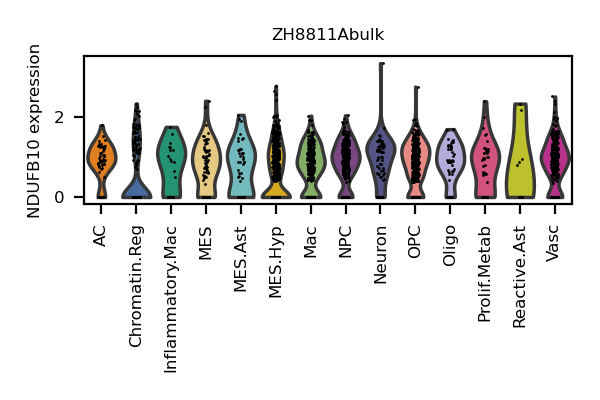 ZH8811Abulk
NDUFB10 expression
2
0
AC
Chromatin.Reg
Inflammatory.Mac
MES
MES.Ast
MES.Hyp
Mac
NPC
Neuron
OPC
Oligo
Prolif.Metab
Reactive.Ast
Vasc